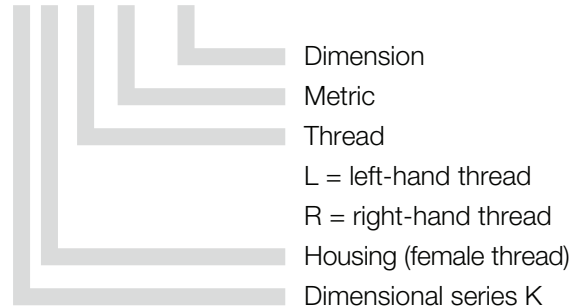 Dimension
Metric
Thread
L = left-hand thread
R = right-hand thread
Housing (female thread)
Dimensional series K